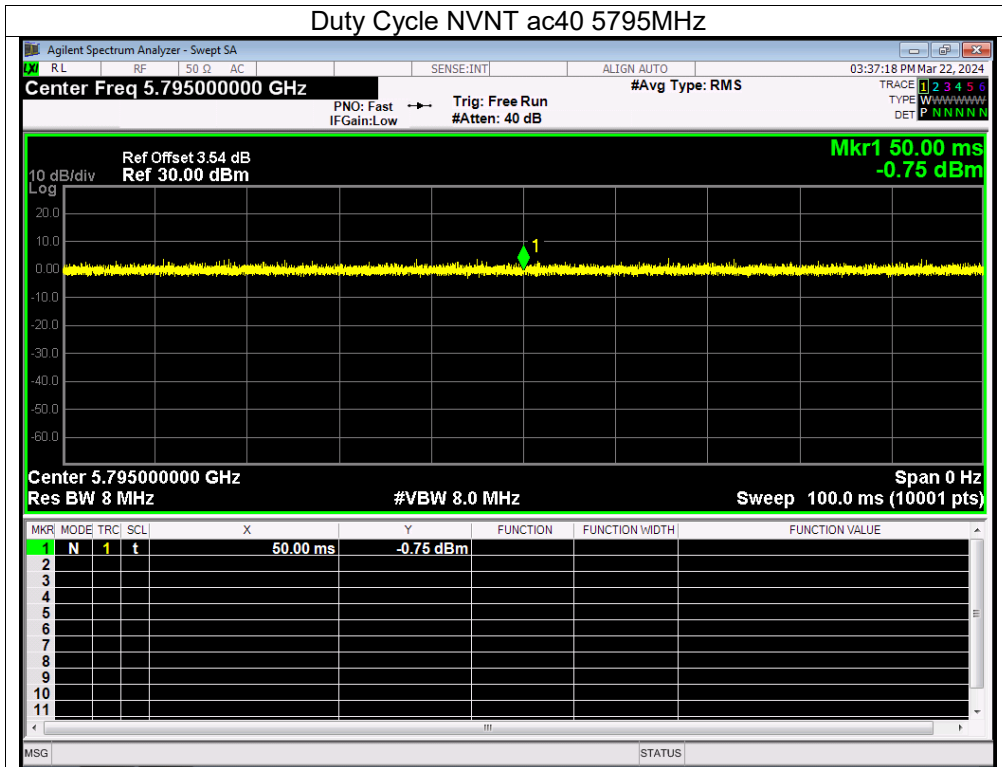 Duty Cycle NVNT ac40 5795MHz
Agilent Spectrum Analyzer - Swept SA
LXI RL RF 50 Ω AC SENSE:INT ALIGN AUTO 03:37:18 PM Mar 22, 2024
Center Freq 5.795000000 GHz #Avg Type: RMS TRACE 1 2 3 4 5 6
PNO: Fast Trig: Free Run TYPE WWWWWW
IFGain:Low #Atten: 40 dB DET P N N N N N
Mkr1 50.00 ms
Ref Offset 3.54 dB
10 dB/div Ref 30.00 dBm -0.75 dBm
Log
20.0
10.0
1
0.00
-10.0
-20.0
-30.0
-40.0
-50.0
-60.0
Center 5.795000000 GHz Span 0 Hz
Res BW 8 MHz #VBW 8.0 MHz Sweep 100.0 ms (10001 pts)
MKR MODE TRC SCL X Y FUNCTION FUNCTION WIDTH FUNCTION VALUE
1 N 1 t 50.00 ms -0.75 dBm
2
3
4
5
6
7
8
9
10
11
MSG STATUS